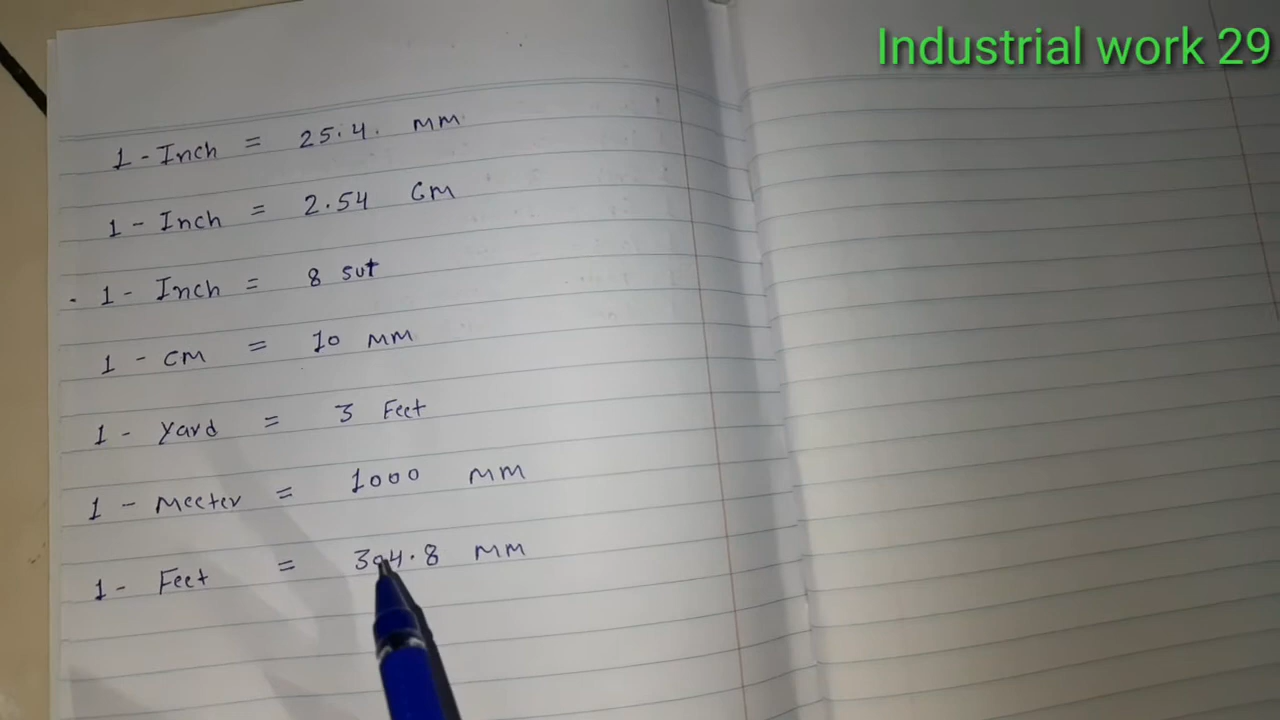 Industrial work 29
1 - Inch = 25.4. MM
1 - Inch = 2.54 CM
. 1 - Inch = 8 sut
1 - CM = 10 MM
1 - Yard = 3 Feet
1 - Meeter = 1000 MM
1 - Feet = 304.8 MM